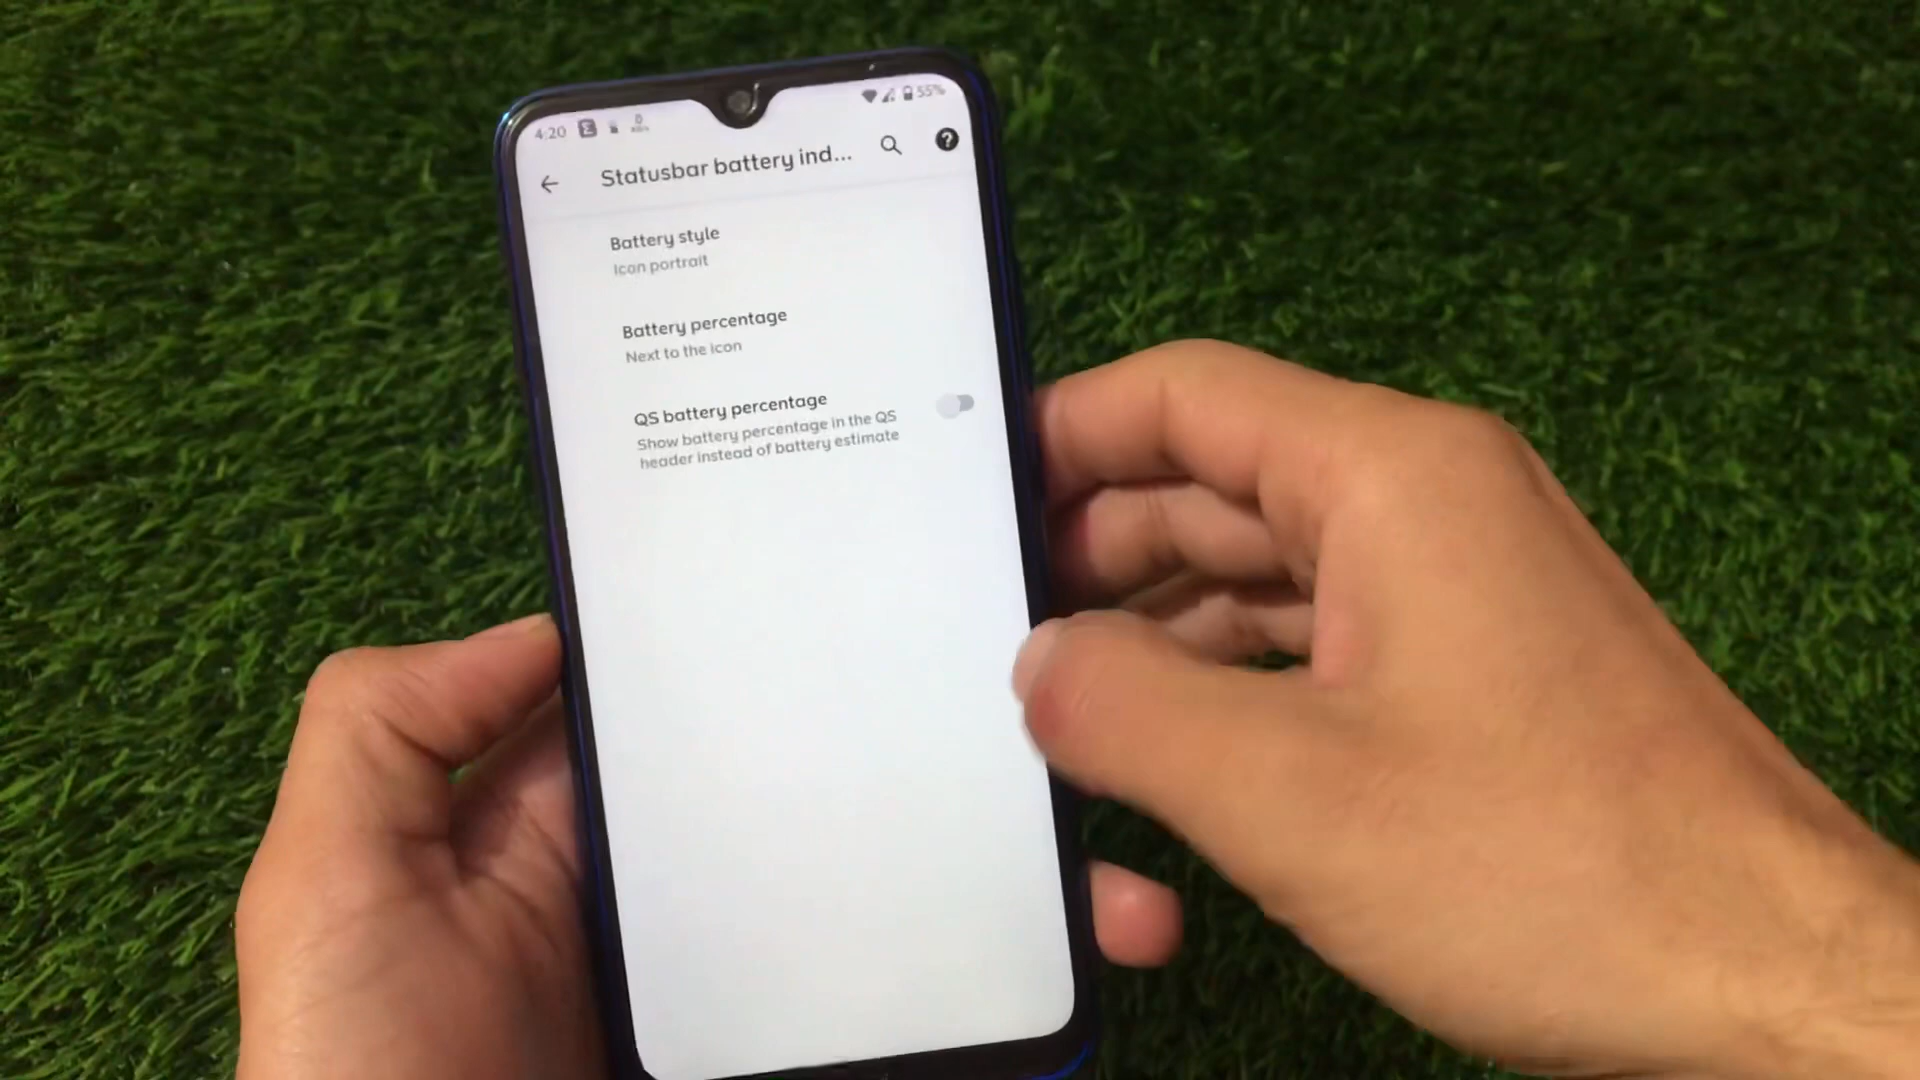 4:20
0
55%
Statusbar battery ind...
Battery style
Icon portrait
Battery percentage
Next to the icon
QS battery percentage
Show battery percentage in the QS
header instead of battery estimate